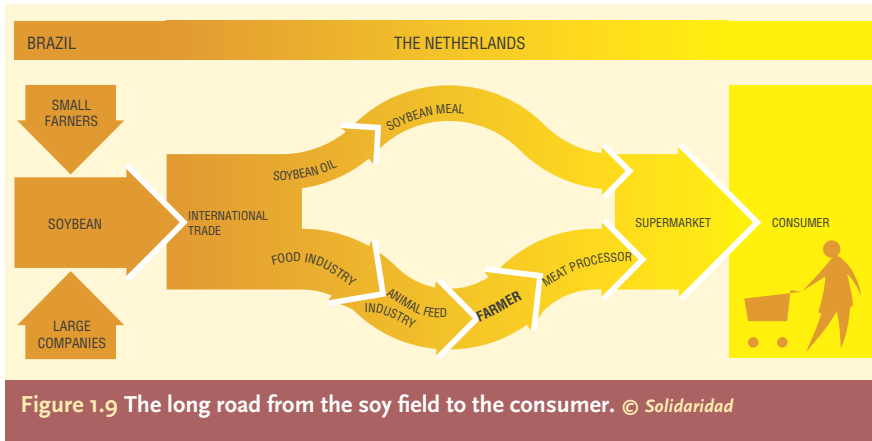 BRAZIL
THE NETHERLANDS
SMALL
FARNERS
SOYBEAN
LARGE
COMPANIES
INTERNATIONAL
TRADE
SOYBEAN OIL
SOYBEAN MEAL
FOOD INDUSTRY
ANIMAL FEED
INDUSTRY
FARMER
MEAT PROCESSOR
SUPERMARKET
CONSUMER
Figure 1.9 The long road from the soy field to the consumer. © Solidaridad